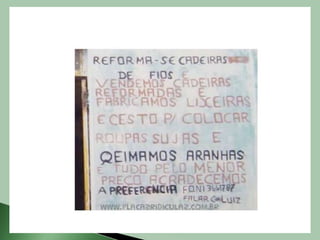 REFORMA-SE CADEIRAS
DE FIOS E
VENDEMOS CADEIRAS
REFORMADAS E
FABRICAMOS LIXEIRAS
E CESTO P/ COLOCAR
ROUPAS SUJAS E
QEIMAMOS ARANHAS
E TUDO PELO MENOR
PREÇO AGRADECEMOS
A PREFERENCIA FONE
FALAR C⁄ LUIZ
WWW.PLACASRIDICULAS.COM.BR